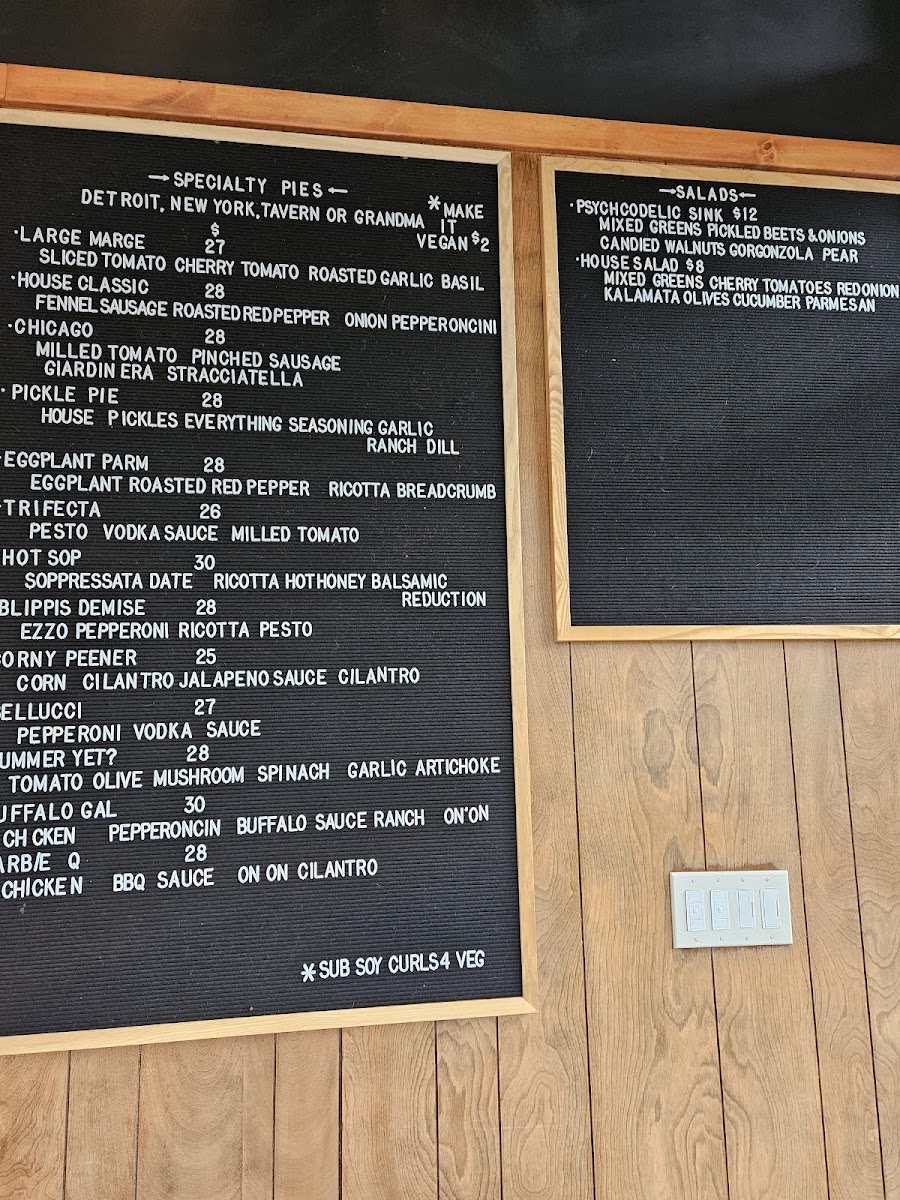 →SPECIALTY PIES←
DETROIT, NEW YORK, TAVERN OR GRANDMA
*MAKE
IT
VEGAN $2
$
·LARGE MARGE 27
SLICED TOMATO CHERRY TOMATO ROASTED GARLIC BASIL
·HOUSE CLASSIC 28
FENNEL SAUSAGE ROASTED RED PEPPER ONION PEPPERONCINI
·CHICAGO 28
MILLED TOMATO PINCHED SAUSAGE
GIARDINERA STRACCIATELLA
·PICKLE PIE 28
HOUSE PICKLES EVERYTHING SEASONING GARLIC
RANCH DILL
·EGGPLANT PARM 28
EGGPLANT ROASTED RED PEPPER RICOTTA BREADCRUMB
·TRIFECTA 26
PESTO VODKA SAUCE MILLED TOMATO
HOT SOP 30
SOPPRESSATA DATE RICOTTA HOT HONEY BALSAMIC
REDUCTION
BLIPPIS DEMISE 28
EZZO PEPPERONI RICOTTA PESTO
CORNY PEENER 25
CORN CILANTRO JALAPENO SAUCE CILANTRO
ELLUCCI 27
PEPPERONI VODKA SAUCE
UMMER YET? 28
TOMATO OLIVE MUSHROOM SPINACH GARLIC ARTICHOKE
UFFALO GAL 30
CH CKEN PEPPERONCIN BUFFALO SAUCE RANCH ON ON
ARB/E Q 28
CHICKEN BBQ SAUCE ON ON CILANTRO
*SUB SOY CURLS 4 VEG
→SALADS←
·PSYCHCODELIC SINK $12
MIXED GREENS PICKLED BEETS & ONIONS
CANDIED WALNUTS GORGONZOLA PEAR
·HOUSE SALAD $8
MIXED GREENS CHERRY TOMATOES RED ONION
KALAMATA OLIVES CUCUMBER PARMESAN